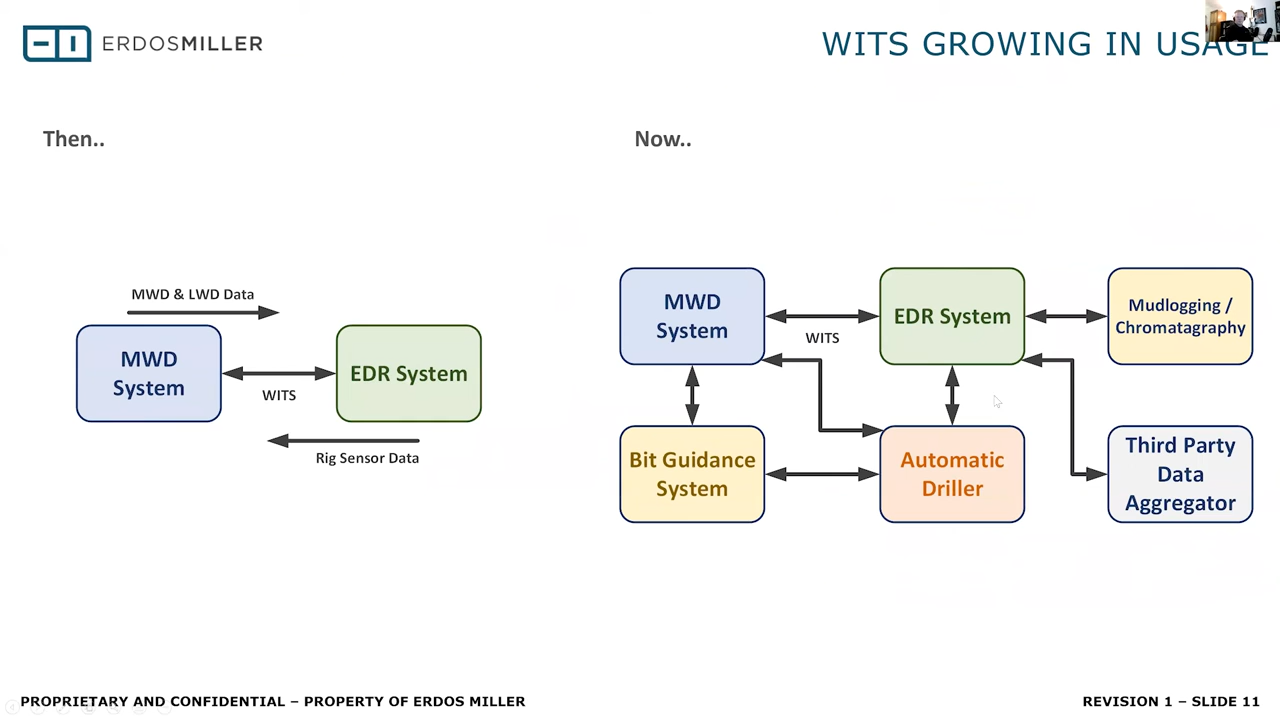 ERDOSMILLER
WITS GROWING IN USAGE
Then..
Now..
MWD & LWD Data
MWD
System
WITS
EDR System
Rig Sensor Data
MWD
System
WITS
EDR System
Mudlogging /
Chromatagraphy
Bit Guidance
System
Automatic
Driller
Third Party
Data
Aggregator
PROPRIETARY AND CONFIDENTIAL – PROPERTY OF ERDOS MILLER
REVISION 1 – SLIDE 11